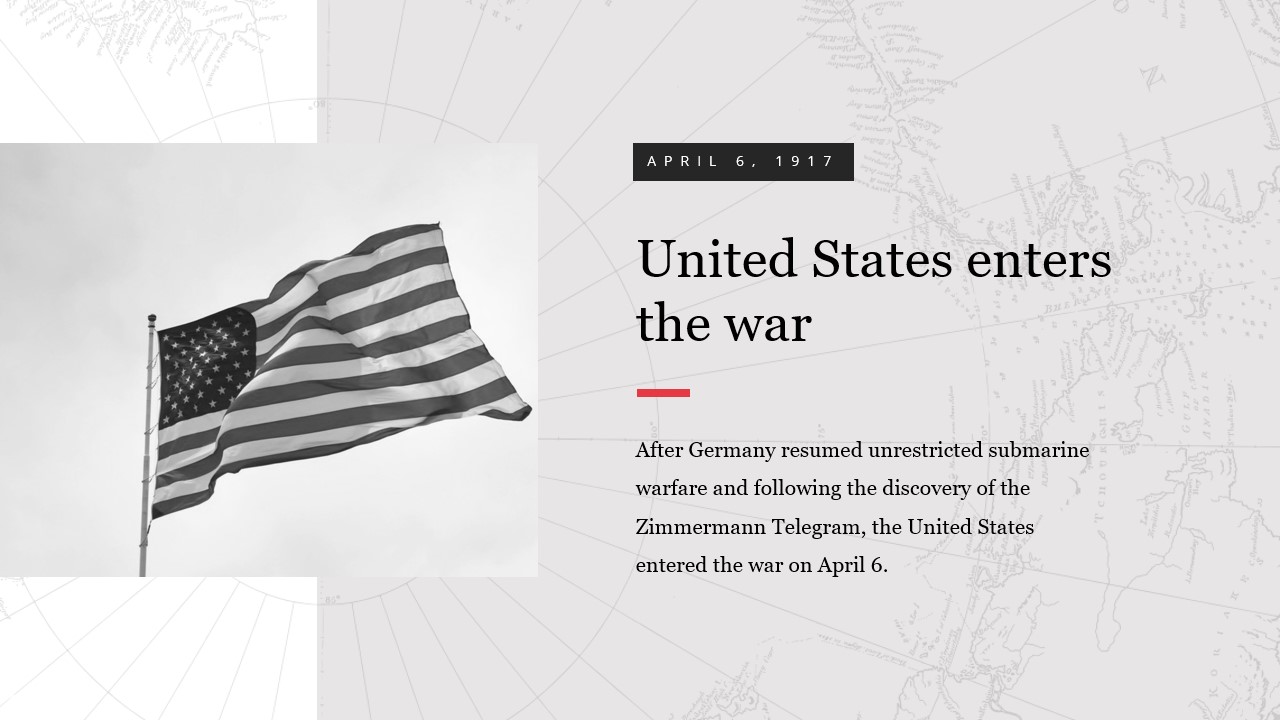 APRIL 6, 1917
United States enters
the war
After Germany resumed unrestricted submarine
warfare and following the discovery of the
Zimmermann Telegram, the United States
entered the war on April 6.